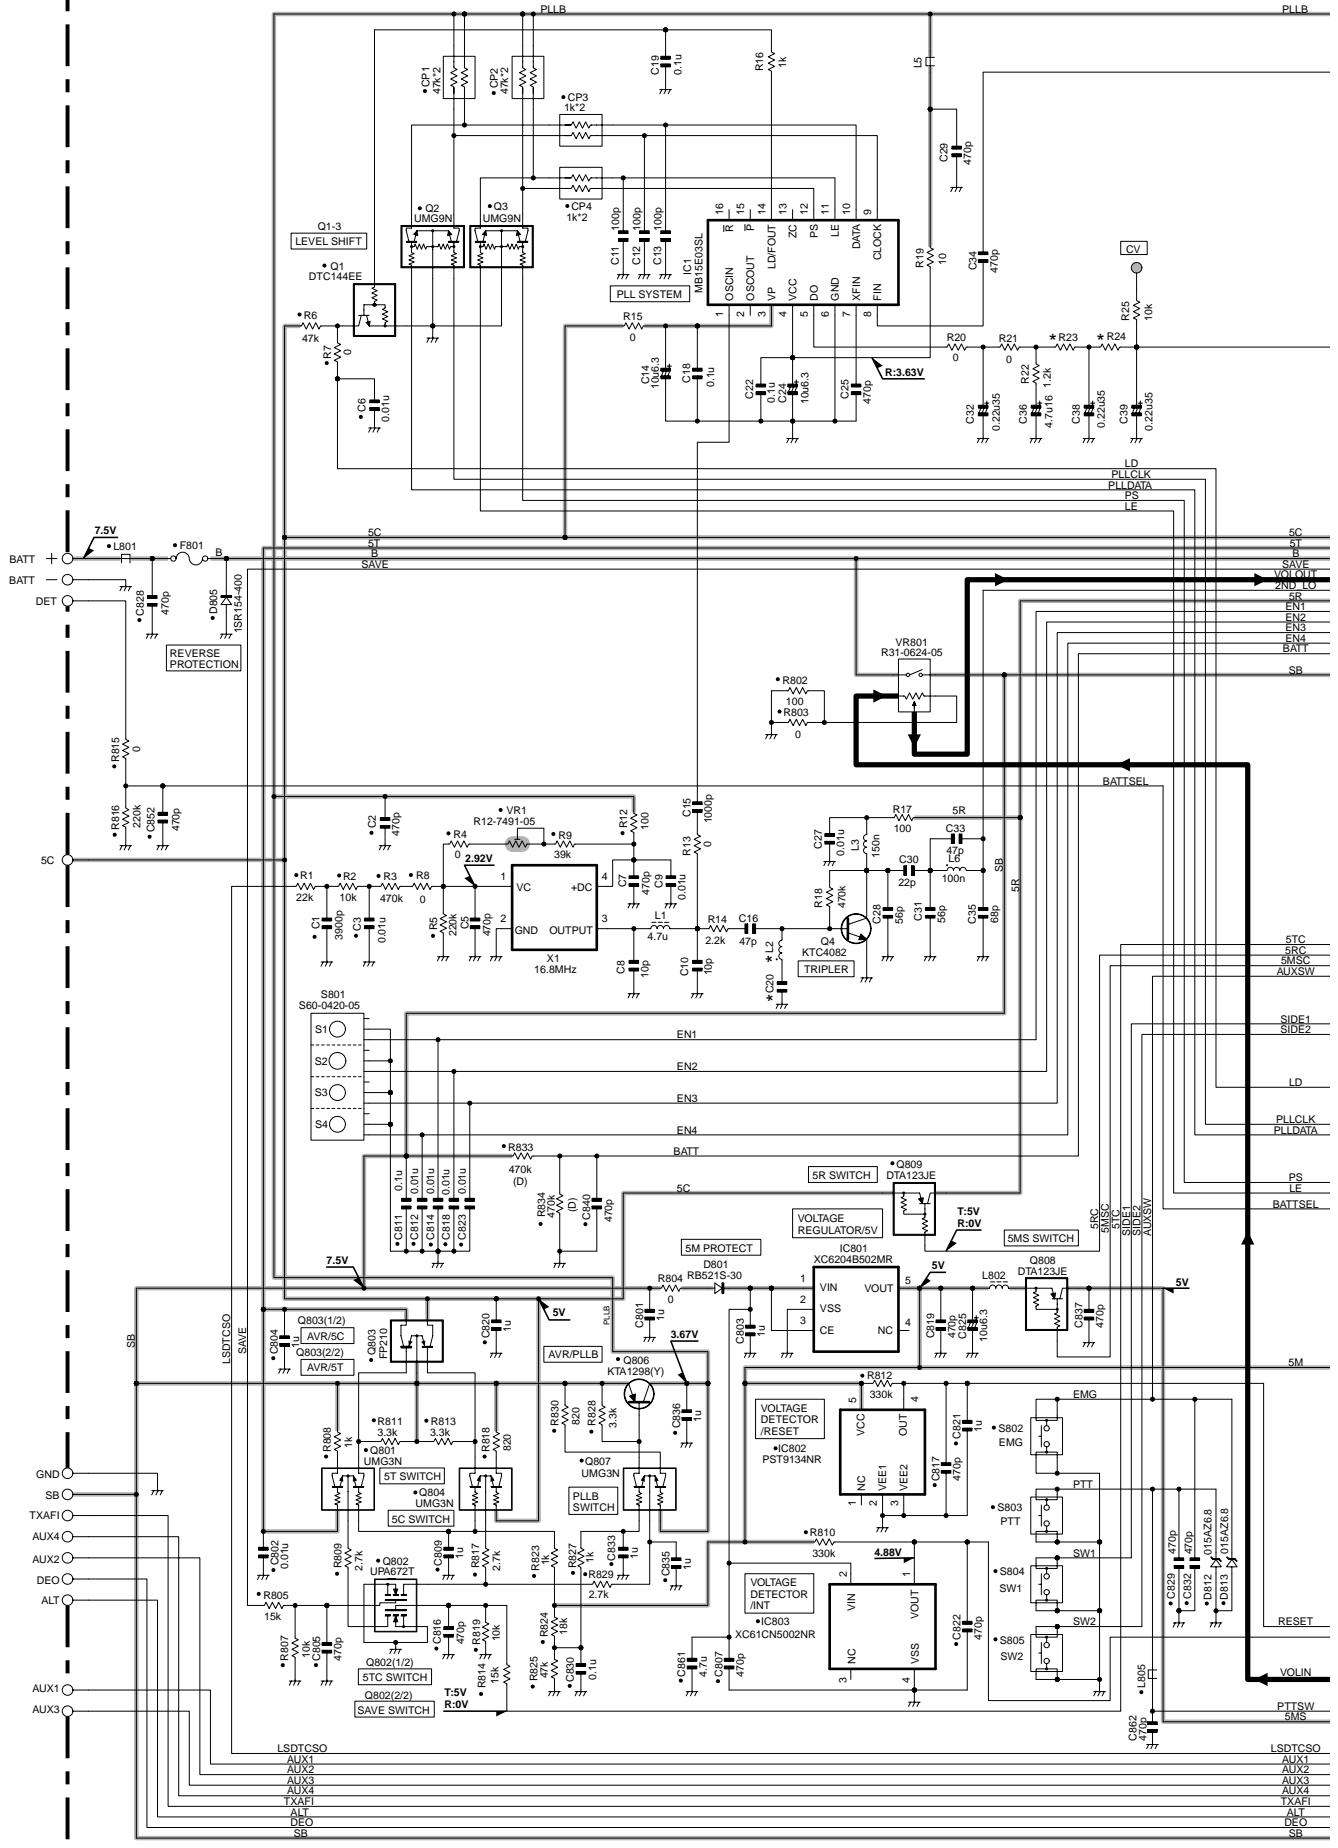 PLLB
PLLB
• CP1
47k*2
• CP2
47k*2
C19
0.1u
R16
1k
L5
• CP3
1k*2
C29
470p
• CP4
1k*2
• Q2
UMG9N
• Q3
UMG9N
Q1-3
LEVEL SHIFT
• Q1
DTC144EE
100p
100p
100p
C11
C12
C13
PLL SYSTEM
IC1
MB15E03SL
16
15
14
13
12
11
10
9
R
P
LD/FOUT
ZC
PS
LE
DATA
CLOCK
OSCIN
OSCOUT
VP
VCC
DO
GND
XFIN
FIN
1
2
3
4
5
6
7
8
R19
10
C34
470p
CV
R25
10k
• R6
47k
• R7
0
• C6
0.01u
R15
0
C14
10u6.3
C18
0.1u
C22
0.1u
C24
10u6.3
C25
470p
R:3.63V
R20
0
R21
0
* R23
* R24
R22
1.2k
C32
0.22u35
C36
4.7u16
C38
0.22u35
C39
0.22u35
LD
PLLCLK
PLLDATA
PS
LE
7.5V
BATT +
• L801
• F801
B
5C
5T
B
SAVE
5C
5T
B
SAVE
VOLOUT
2ND_LO
5R
EN1
EN2
EN3
EN4
BATT
SB
BATT −
DET
• C828
470p
• D805
1SR154-400
REVERSE
PROTECTION
VR801
R31-0624-05
• R802
100
• R803
0
• R815
0
BATTSEL
• R816
220k
• C852
470p
5C
• C2
470p
• VR1
R12-7491-05
• R12
100
C15
1000p
R13
0
• R4
0
• R9
39k
2.92V
C27
0.01u
L3
150n
R17
100
5R
C33
47p
L6
100n
C30
22p
SB
5R
• R1
22k
• R2
10k
• R3
470k
• R8
0
1
VC
+DC
4
2
GND
OUTPUT
3
X1
16.8MHz
C7
470p
C9
0.01u
• C1
3900p
• C3
0.01u
• R5
220k
C5
470p
L1
4.7u
R14
2.2k
C16
47p
C8
10p
C10
10p
R18
470k
C28
56p
C31
56p
C35
68p
Q4
KTC4082
TRIPLER
* L2
* C20
5TC
5RC
5MSC
AUXSW
SIDE1
SIDE2
S801
S60-0420-05
S1
S2
S3
S4
EN1
EN2
EN3
EN4
LD
PLLCLK
PLLDATA
PS
LE
BATTSEL
• R833
470k
(D)
BATT
0.1u
0.01u
0.01u
0.01u
0.01u
• C811
• C812
• C814
• C818
• C823
• R834
470k
(D)
• C840
470p
5C
5R SWITCH
• Q809
DTA123JE
VOLTAGE
REGULATOR/5V
T:5V
R:0V
5RC
5MSC
5TC
SIDE1
SIDE2
AUXSW
5MS SWITCH
5M PROTECT
D801
RB521S-30
IC801
XC6204B502MR
Q808
DTA123JE
7.5V
R804
0
1
VIN
VOUT
5
2
VSS
3
CE
NC
4
5V
L802
5V
SB
LSDTCSO
SAVE
• C804
1u
Q803(1/2)
AVR/5C
Q803(2/2)
AVR/5T
• Q803
FP210
• C820
1u
5V
PLLB
C801
1u
C803
1u
C819
470p
C825
10u6.3
C837
470p
AVR/PLLB
• Q806
KTA1298(Y)
3.67V
5M
• R808
1k
• R811
3.3k
• R813
3.3k
• R818
820
• R830
820
• R828
3.3k
• C836
1u
• R812
330k
VOLTAGE
DETECTOR
/RESET
•IC802
PST9134NR
5
4
VCC
OUT
NC
VEE1
VEE2
1
2
3
• C821
1u
• C817
470p
EMG
• S802
EMG
• Q801
UMG3N
5T SWITCH
• Q804
UMG3N
5C SWITCH
• Q807
UMG3N
PLLB
SWITCH
PTT
• S803
PTT
GND
SB
TXAFI
AUX4
AUX2
DEO
ALT
AUX1
AUX3
• C802
0.01u
• R809
2.7k
• C809
1u
• R817
2.7k
• R823
1k
• R827
1k
• C833
1u
• C835
1u
• R810
330k
4.88V
SW1
• S804
SW1
• Q802
UPA672T
• R829
2.7k
VOLTAGE
DETECTOR
/INT
•IC803
XC61CN5002NR
2
1
VIN
VOUT
NC
VSS
3
4
• C822
470p
470p
470p
015AZ6.8
015AZ6.8
• C829
• C832
• D812
• D813
• R805
15k
• R807
10k
• C805
470p
• C816
470p
• R819
10k
• R814
15k
• R824
18k
• R825
47k
• C830
0.1u
SW2
• S805
SW2
RESET
Q802(1/2)
5TC SWITCH
Q802(2/2)
SAVE SWITCH
T:5V
R:0V
• C861
4.7u
• C807
470p
• L805
VOLIN
PTTSW
5MS
C862
470p
LSDTCSO
AUX1
AUX2
AUX3
AUX4
TXAFI
ALT
DEO
SB
LSDTCSO
AUX1
AUX2
AUX3
AUX4
TXAFI
ALT
DEO
SB